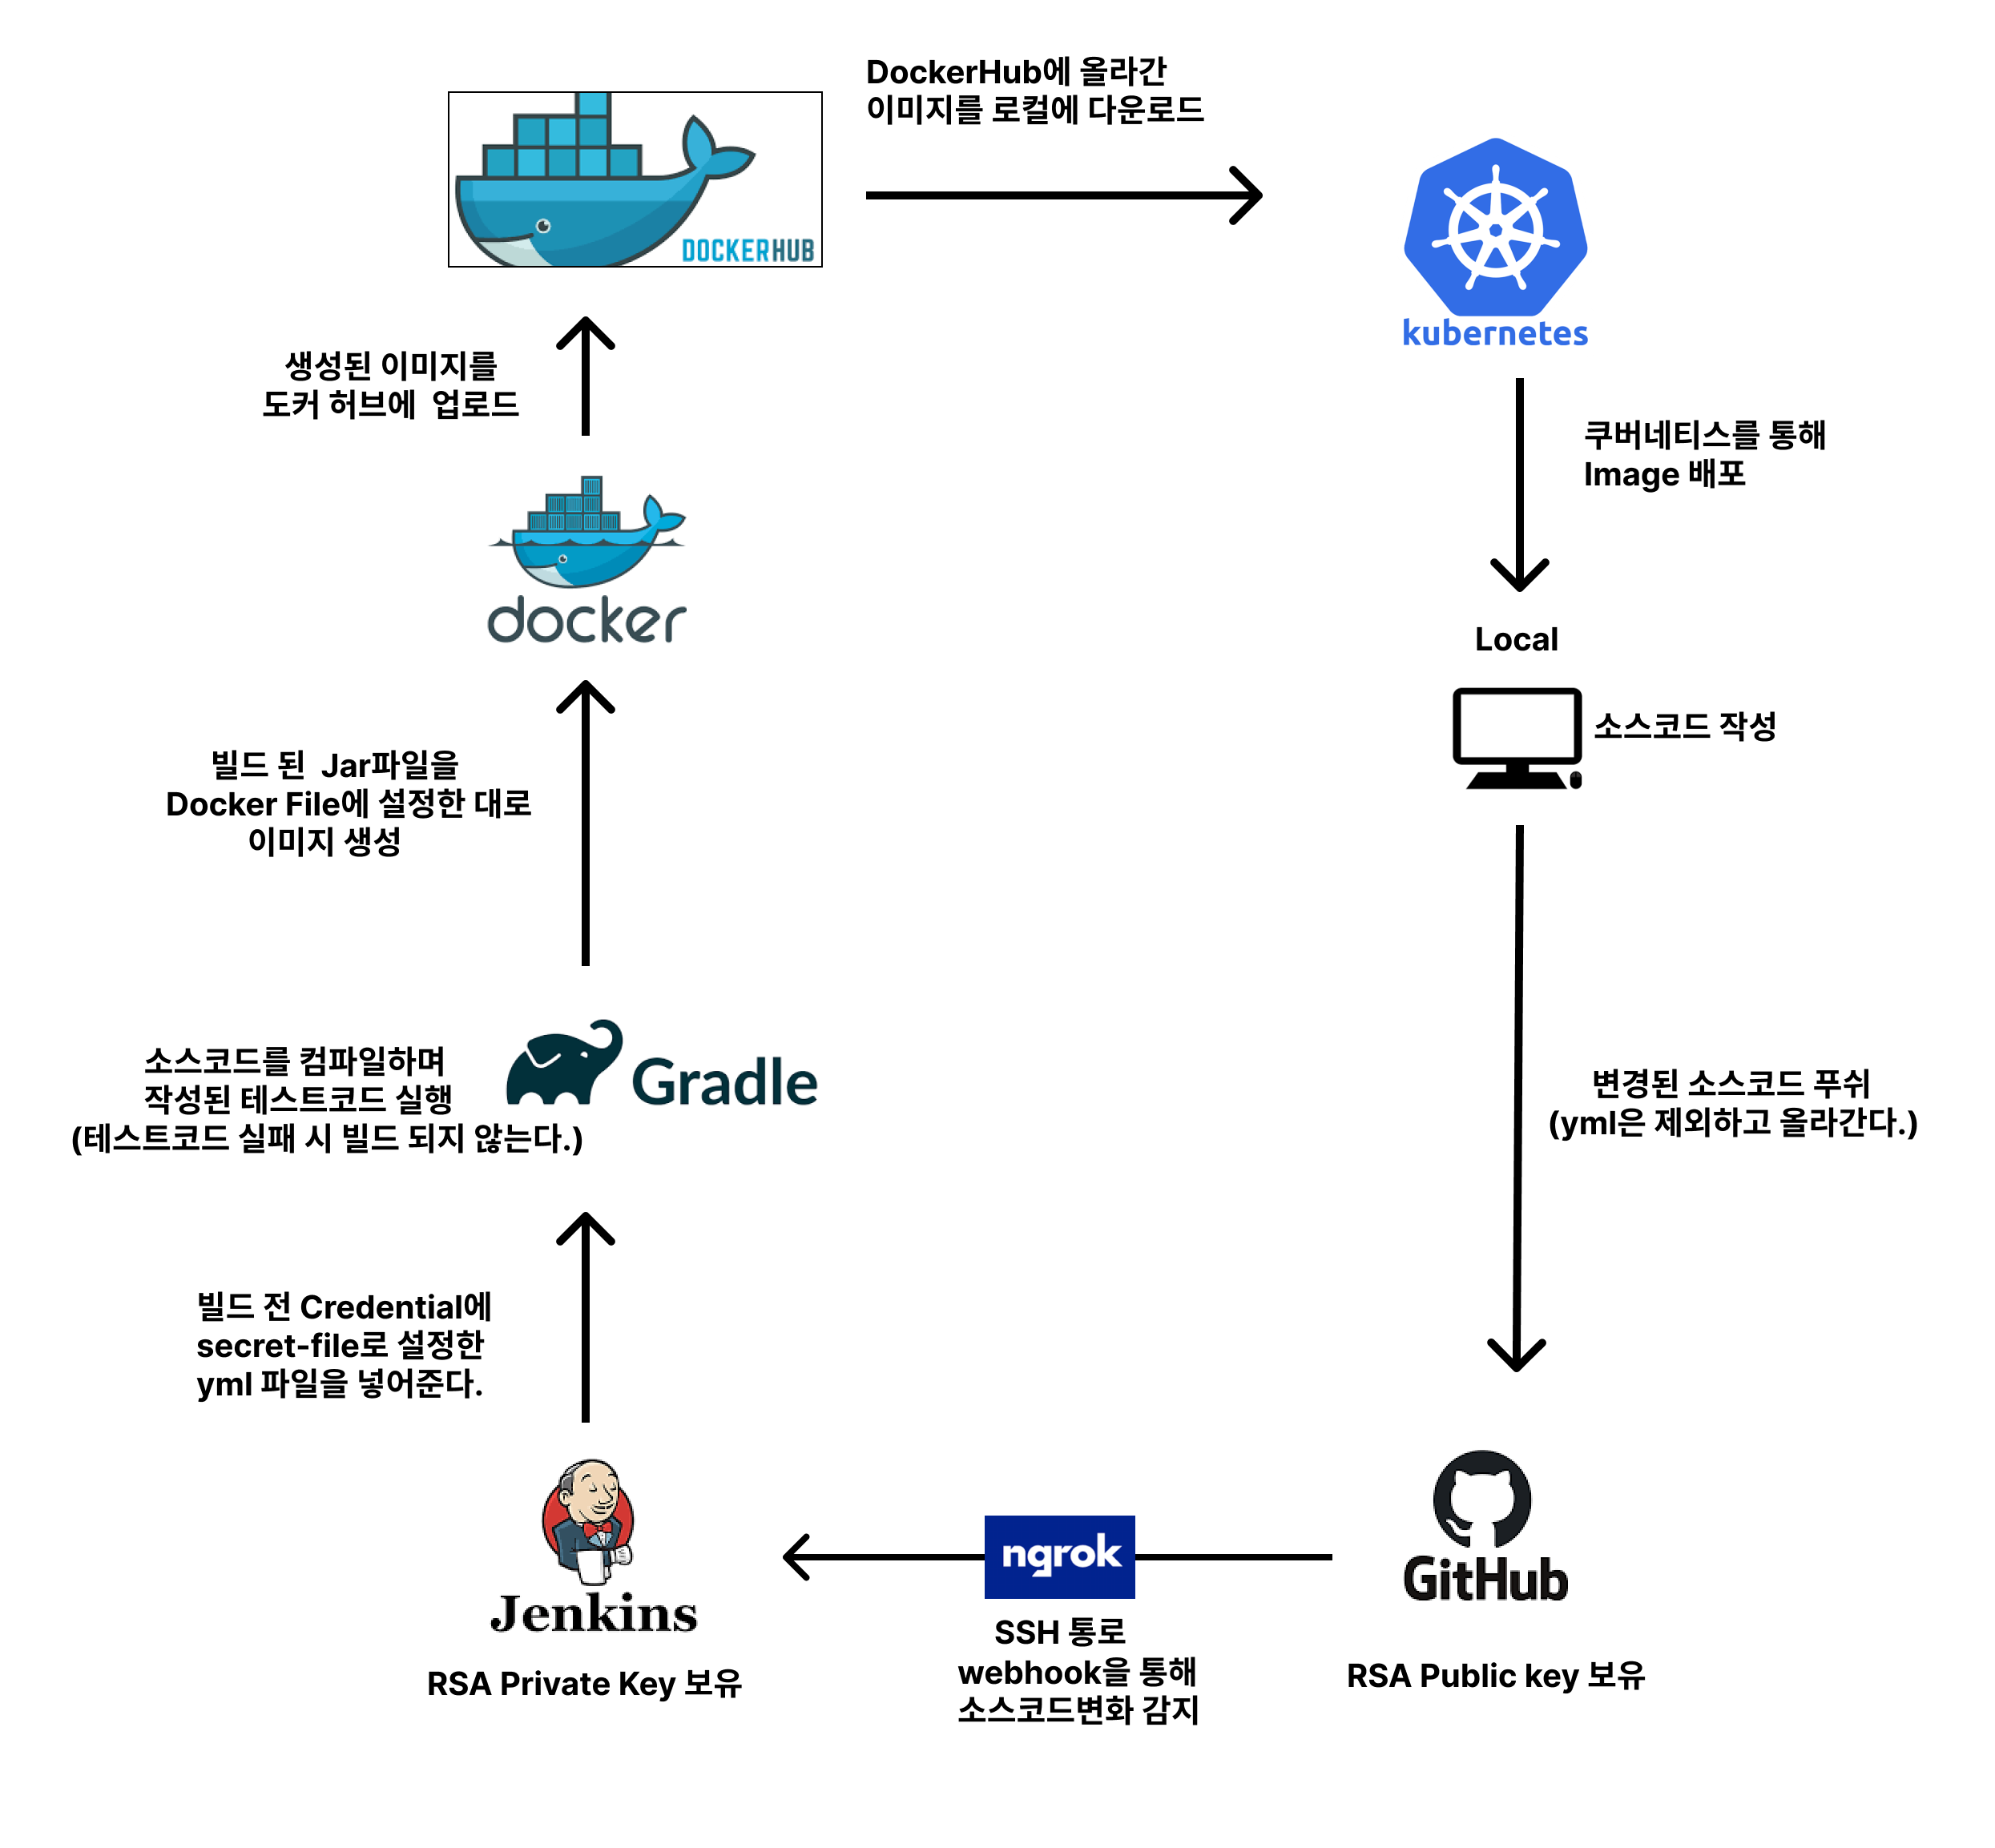 DockerHub에 올라간
이미지를 로컬에 다운로드
DOCKERHUB
kubernetes
생성된 이미지를
도커 허브에 업로드
쿠버네티스를 통해
Image 배포
docker
Local
소스코드 작성
빌드 된 Jar파일을
Docker File에 설정한 대로
이미지 생성
소스코드를 컴파일하며
작성된 테스트코드 실행
(테스트코드 실패 시 빌드 되지 않는다.)
Gradle
변경된 소스코드 푸쉬
(yml은 제외하고 올라간다.)
빌드 전 Credential에
secret-file로 설정한
yml 파일을 넣어준다.
Jenkins
RSA Private Key 보유
ngrok
SSH 통로
webhook을 통해
소스코드변화 감지
GitHub
RSA Public key 보유